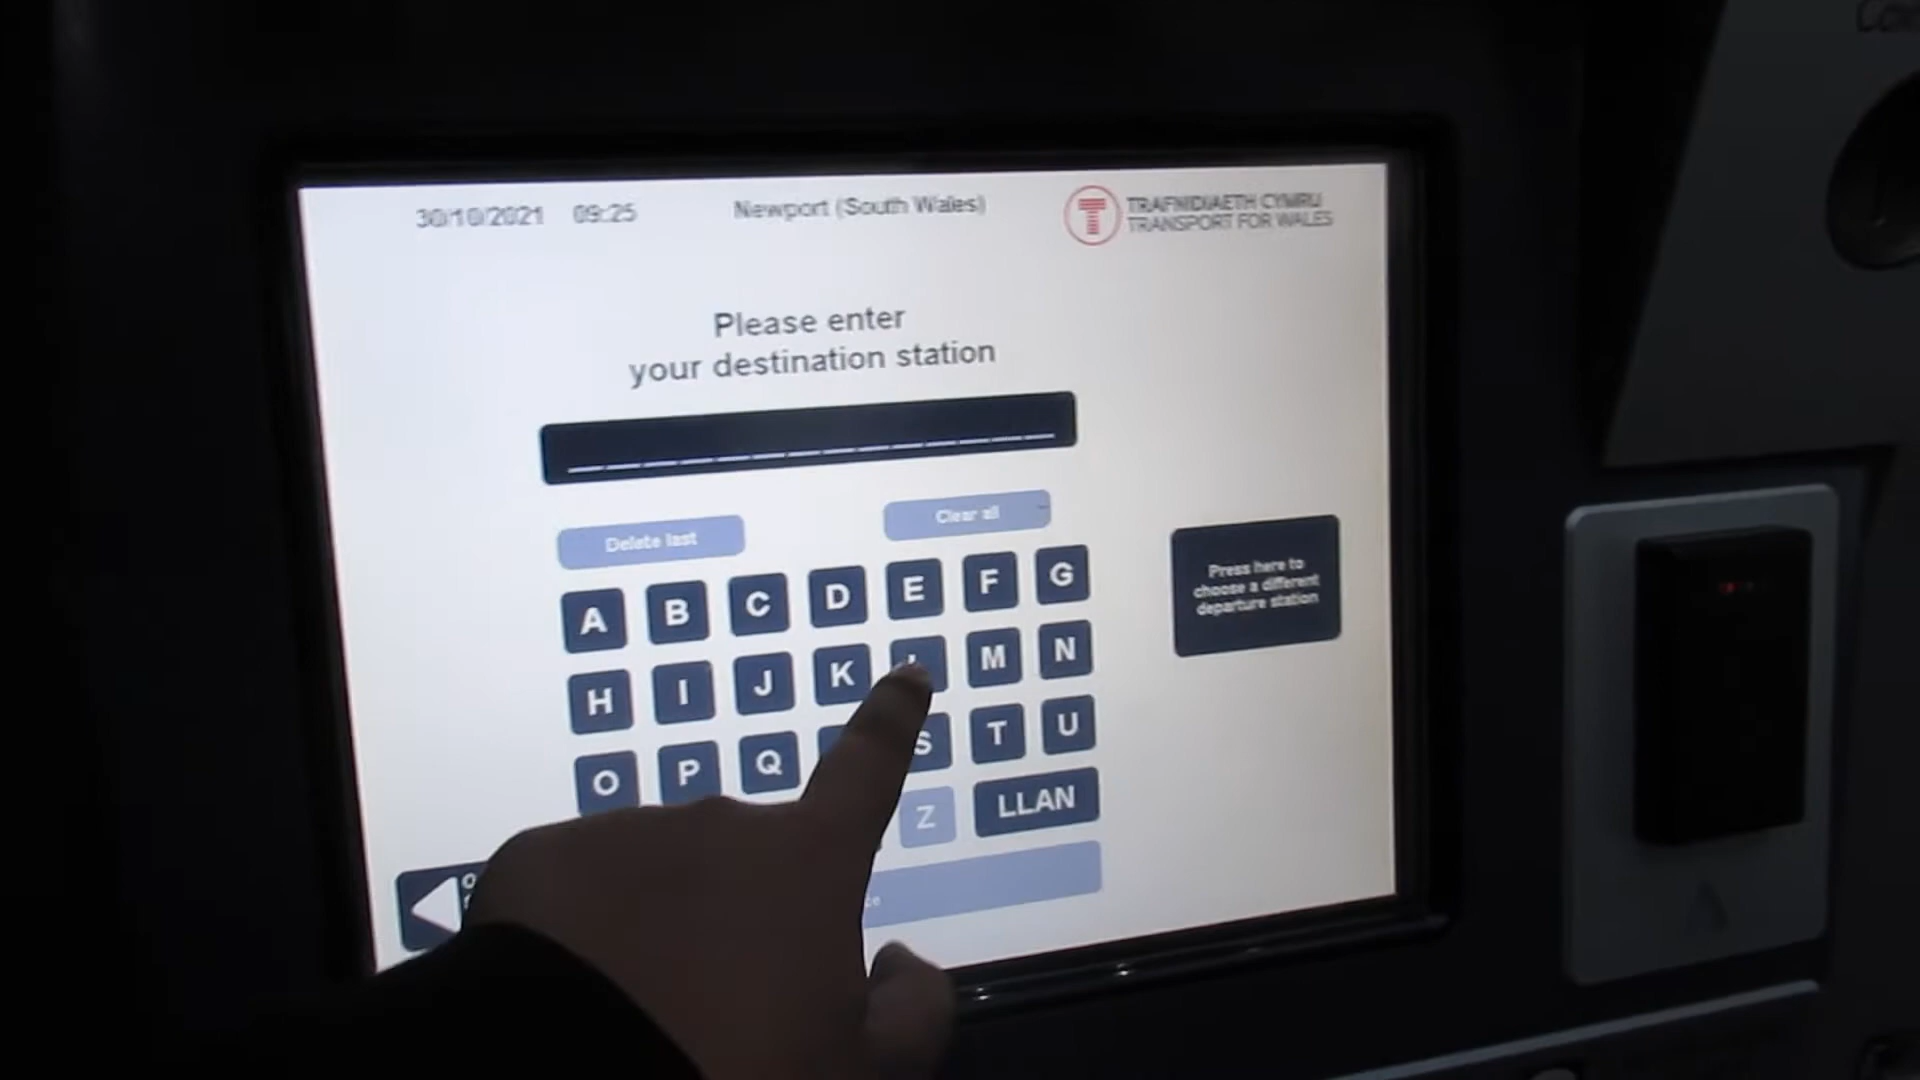 30/10/2021 09:25 Newport (South Wales)
TRAFNIDIAETH CYMRU
TRANSPORT FOR WALES
Please enter
your destination station
Delete last Clear all
A B C D E F G
H I J K L M N
O P Q S T U
Z LLAN
Press here to
choose a different
departure station